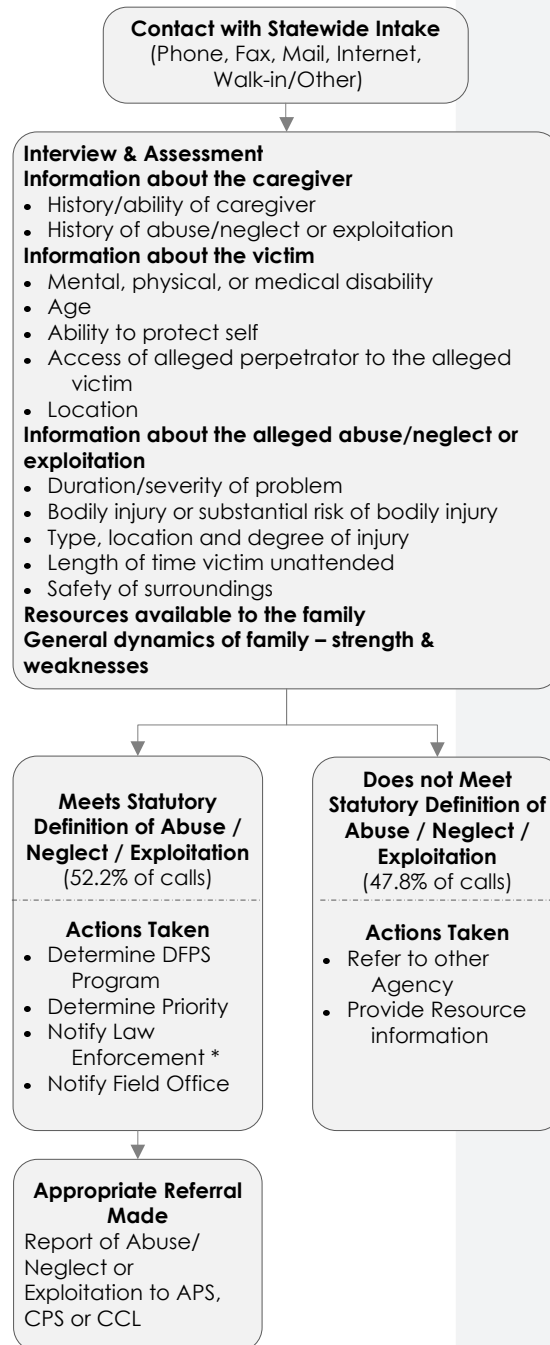 Contact with Statewide Intake
(Phone, Fax, Mail, Internet,
Walk-in/Other)
Interview & Assessment
Information about the caregiver
• History/ability of caregiver
• History of abuse/neglect or exploitation
Information about the victim
• Mental, physical, or medical disability
• Age
• Ability to protect self
• Access of alleged perpetrator to the alleged
victim
• Location
Information about the alleged abuse/neglect or
exploitation
• Duration/severity of problem
• Bodily injury or substantial risk of bodily injury
• Type, location and degree of injury
• Length of time victim unattended
• Safety of surroundings
Resources available to the family
General dynamics of family – strength &
weaknesses
Meets Statutory
Definition of Abuse /
Neglect / Exploitation
(52.2% of calls)
Actions Taken
• Determine DFPS
Program
• Determine Priority
• Notify Law
Enforcement *
• Notify Field Office
Does not Meet
Statutory Definition of
Abuse / Neglect /
Exploitation
(47.8% of calls)
Actions Taken
• Refer to other
Agency
• Provide Resource
information
Appropriate Referral
Made
Report of Abuse/
Neglect or
Exploitation to APS,
CPS or CCL